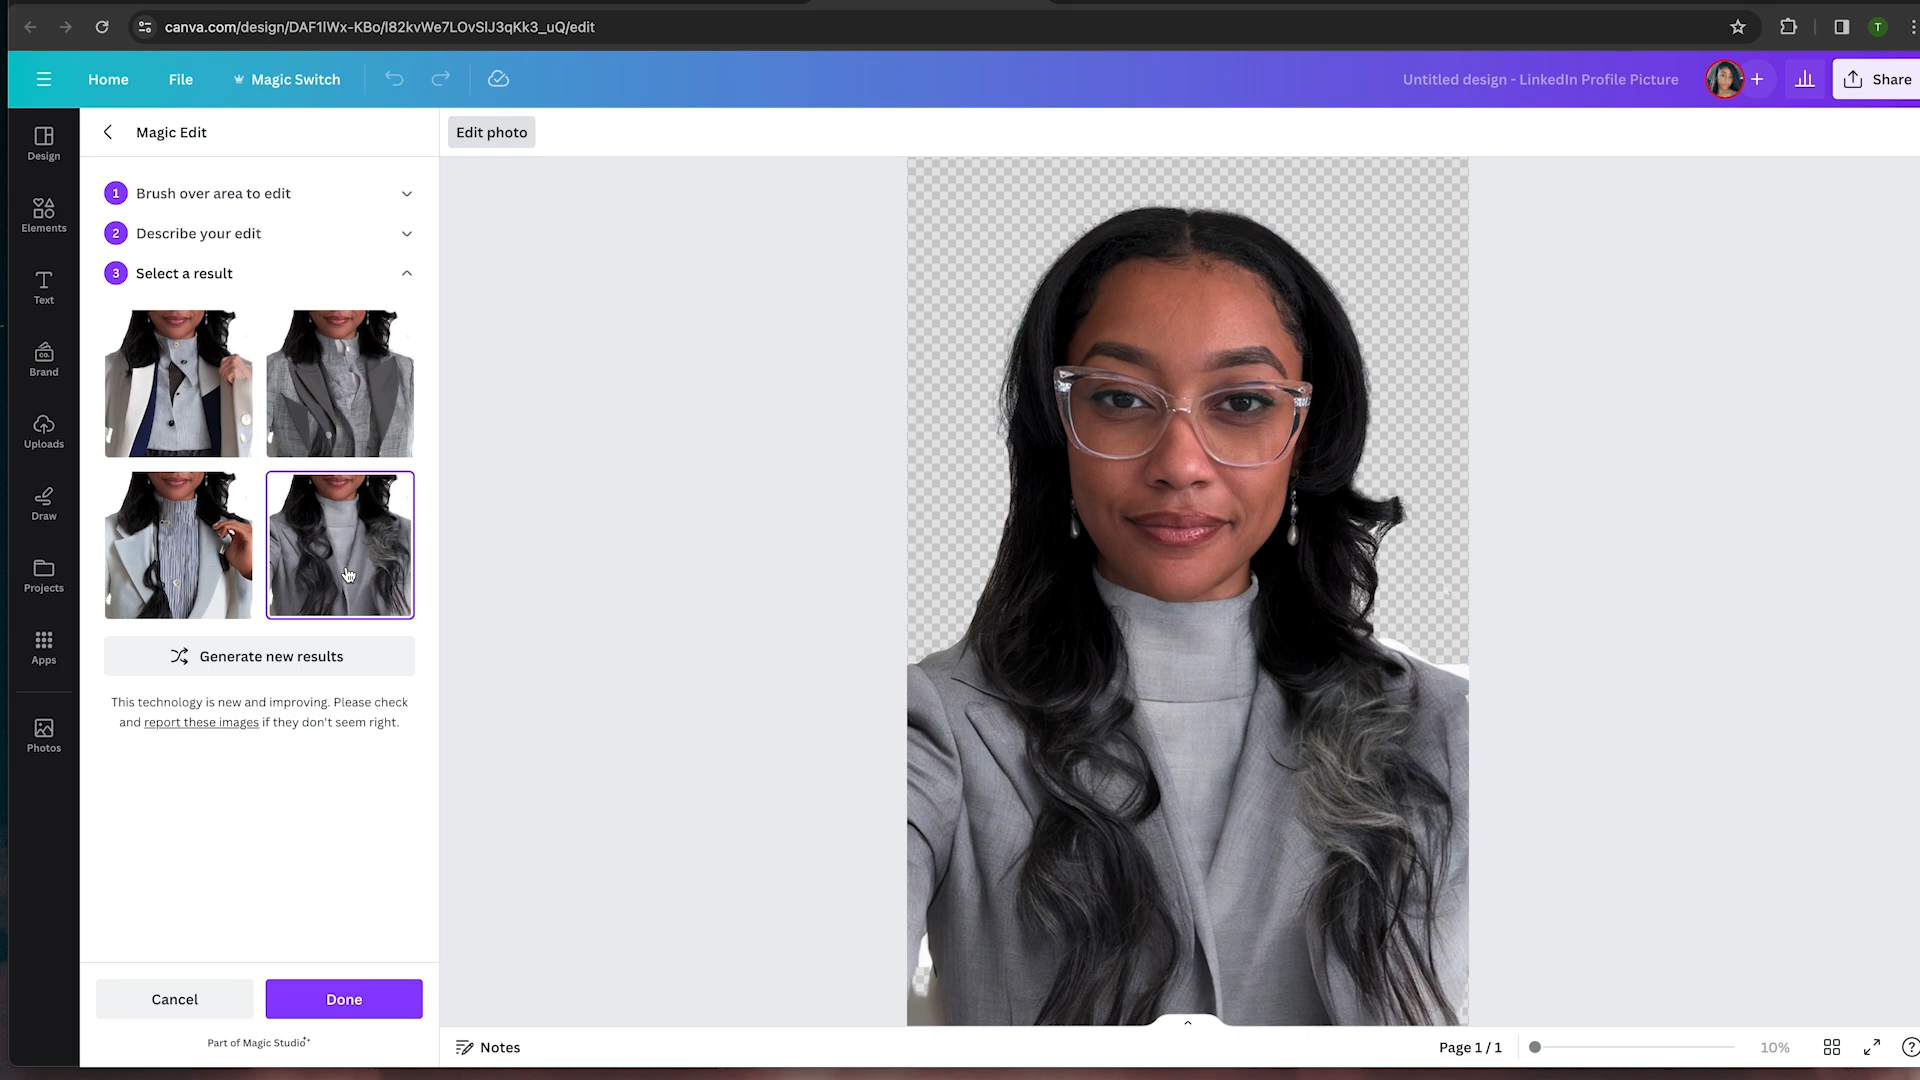 canva.com/design/DAF1lWx-KBo/l82kvWe7LOvSlJ3qKk3_uQ/edit
T
Home
File
Magic Switch
Untitled design - LinkedIn Profile Picture
Share
Design
Elements
Text
Brand
Uploads
Draw
Projects
Apps
Photos
Magic Edit
Edit photo
1 Brush over area to edit
2 Describe your edit
3 Select a result
Generate new results
This technology is new and improving. Please check
and report these images if they don't seem right.
Cancel
Done
Part of Magic Studio
Notes
Page 1 / 1
10%